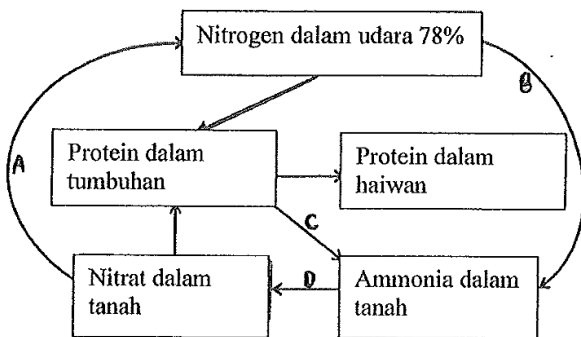 Nitrogen dalam udara 78%
B
A
Protein dalam
tumbuhan
Protein dalam
haiwan
C
Nitrat dalam
tanah
D
Ammonia dalam
tanah